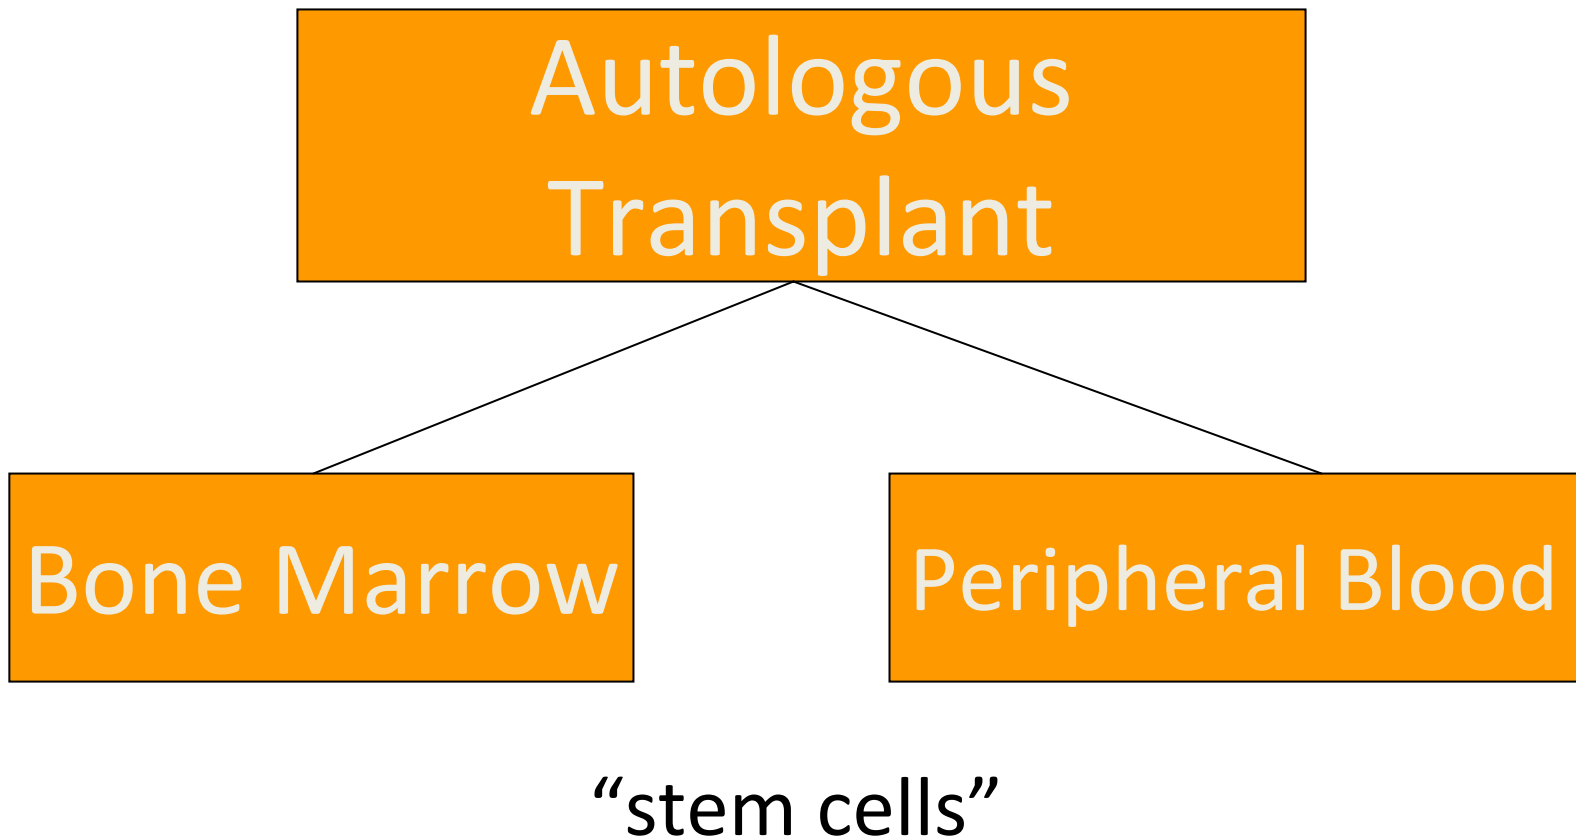 Autologous
Transplant
Bone Marrow
Peripheral Blood
“stem cells”